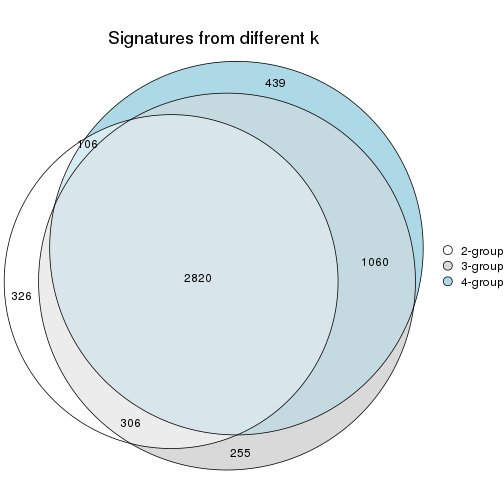 Signatures from different k
439
106
1060
2820
326
306
255
2-group
3-group
4-group